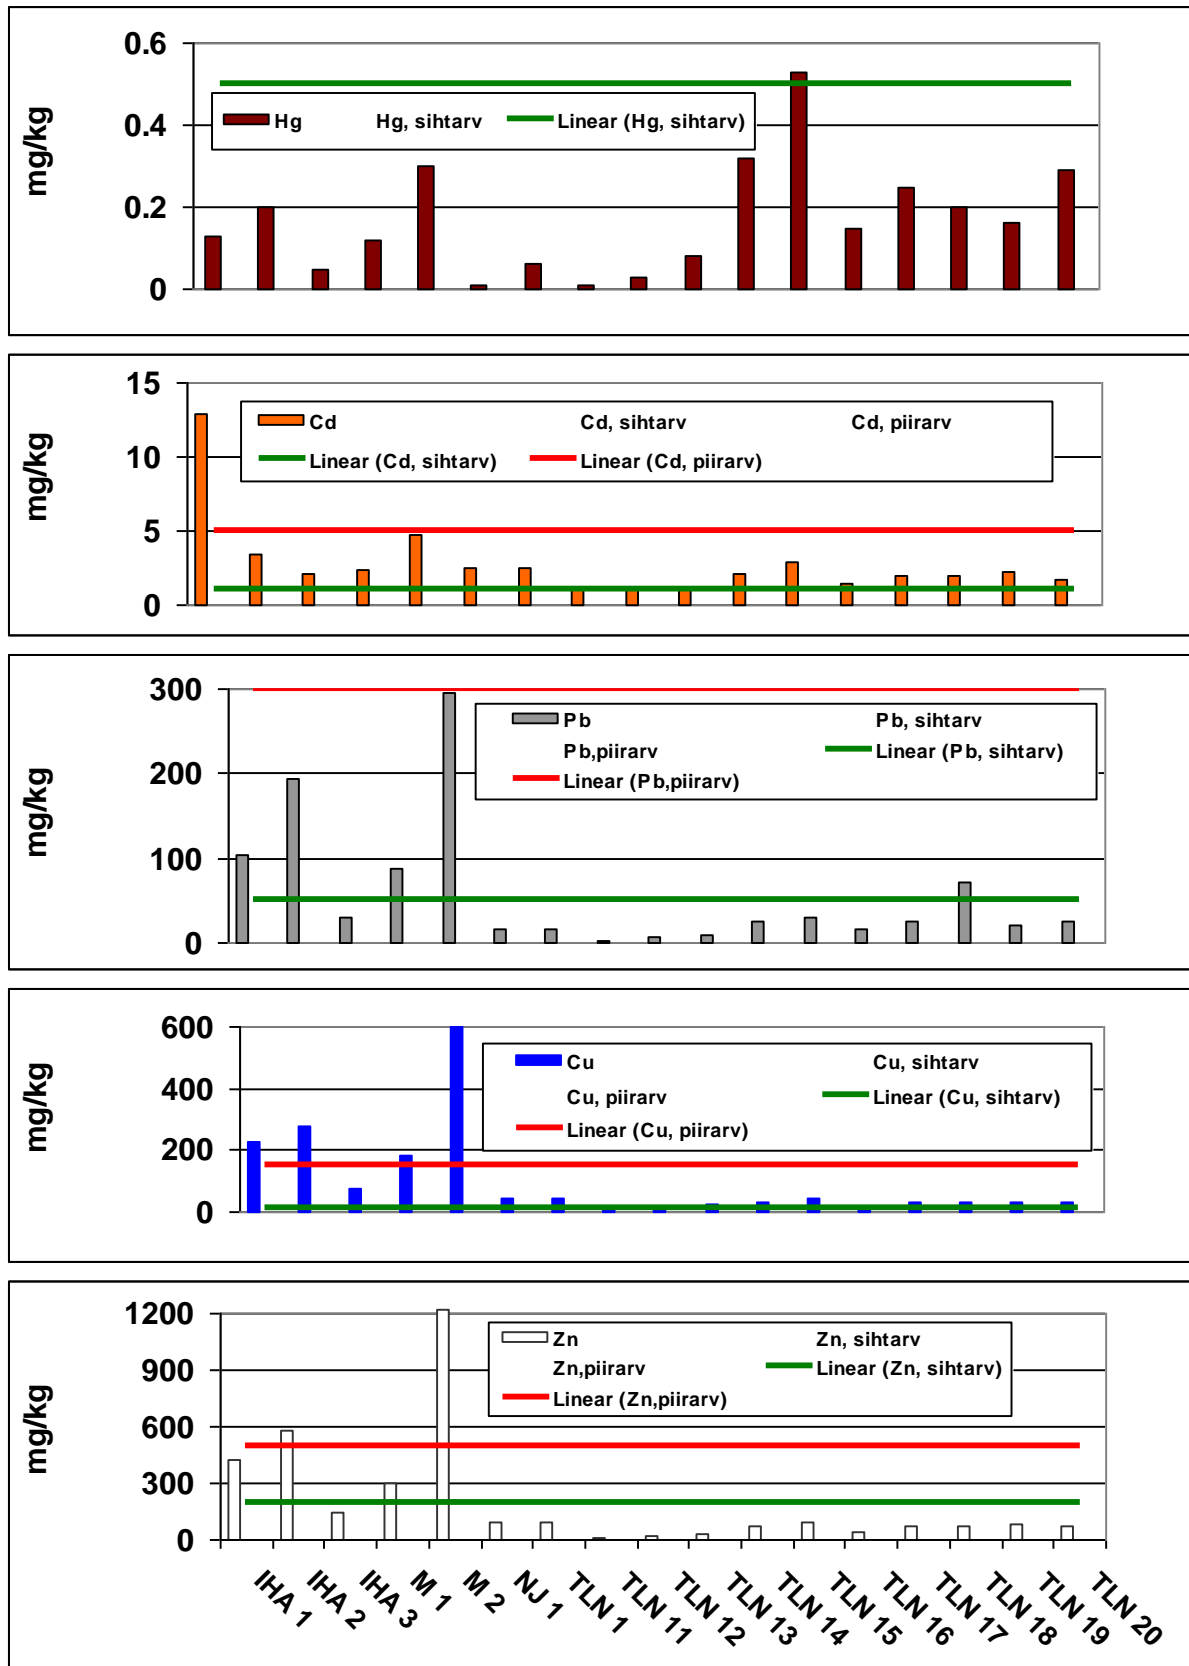 0.6
0.4
0.2
0
mg/kg
Hg Hg, sihtarv Linear (Hg, sihtarv)
15
10
5
0
mg/kg
Cd Cd, sihtarv Cd, piirarv
Linear (Cd, sihtarv) Linear (Cd, piirarv)
300
200
100
0
mg/kg
Pb Pb, sihtarv
Pb,piirarv Linear (Pb, sihtarv)
Linear (Pb,piirarv)
600
400
200
0
mg/kg
Cu Cu, sihtarv
Cu, piirarv Linear (Cu, sihtarv)
Linear (Cu, piirarv)
1200
900
600
300
0
mg/kg
Zn Zn, sihtarv
Zn,piirarv Linear (Zn, sihtarv)
Linear (Zn,piirarv)
IHA 1
IHA 2
IHA 3
M 1
M 2
NJ 1
TLN 1
TLN 11
TLN 12
TLN 13
TLN 14
TLN 15
TLN 16
TLN 17
TLN 18
TLN 19
TLN 20